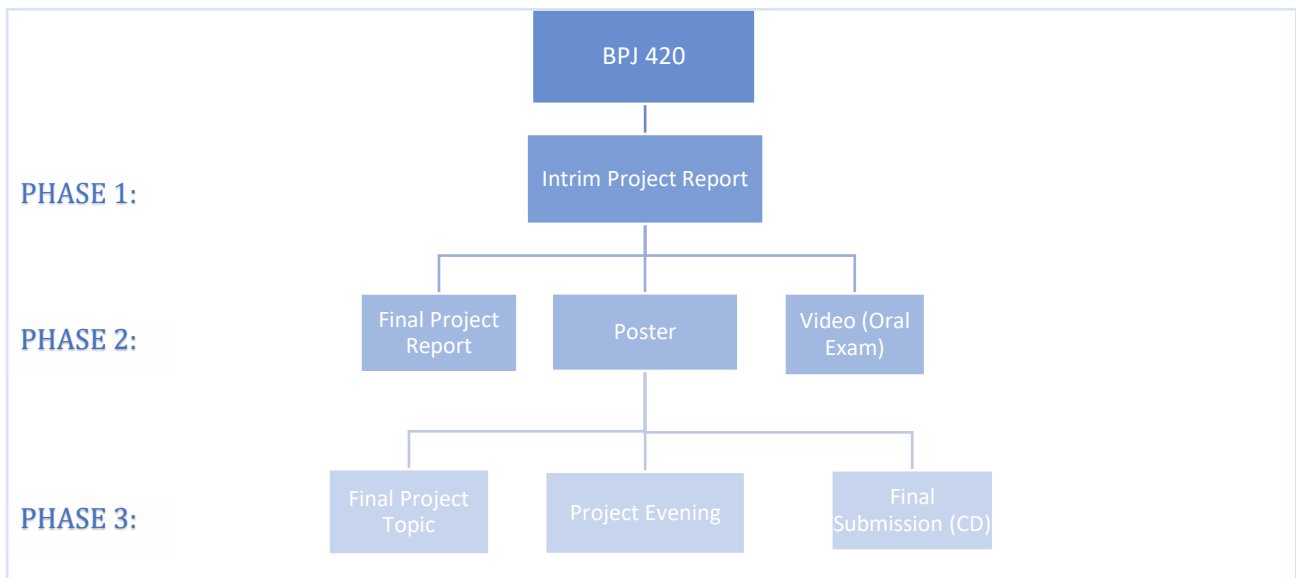 BPJ 420
PHASE 1:
Intrim Project Report
PHASE 2:
Final Project
Report
Poster
Video (Oral
Exam)
PHASE 3:
Final Project
Topic
Project Evening
Final
Submission (CD)